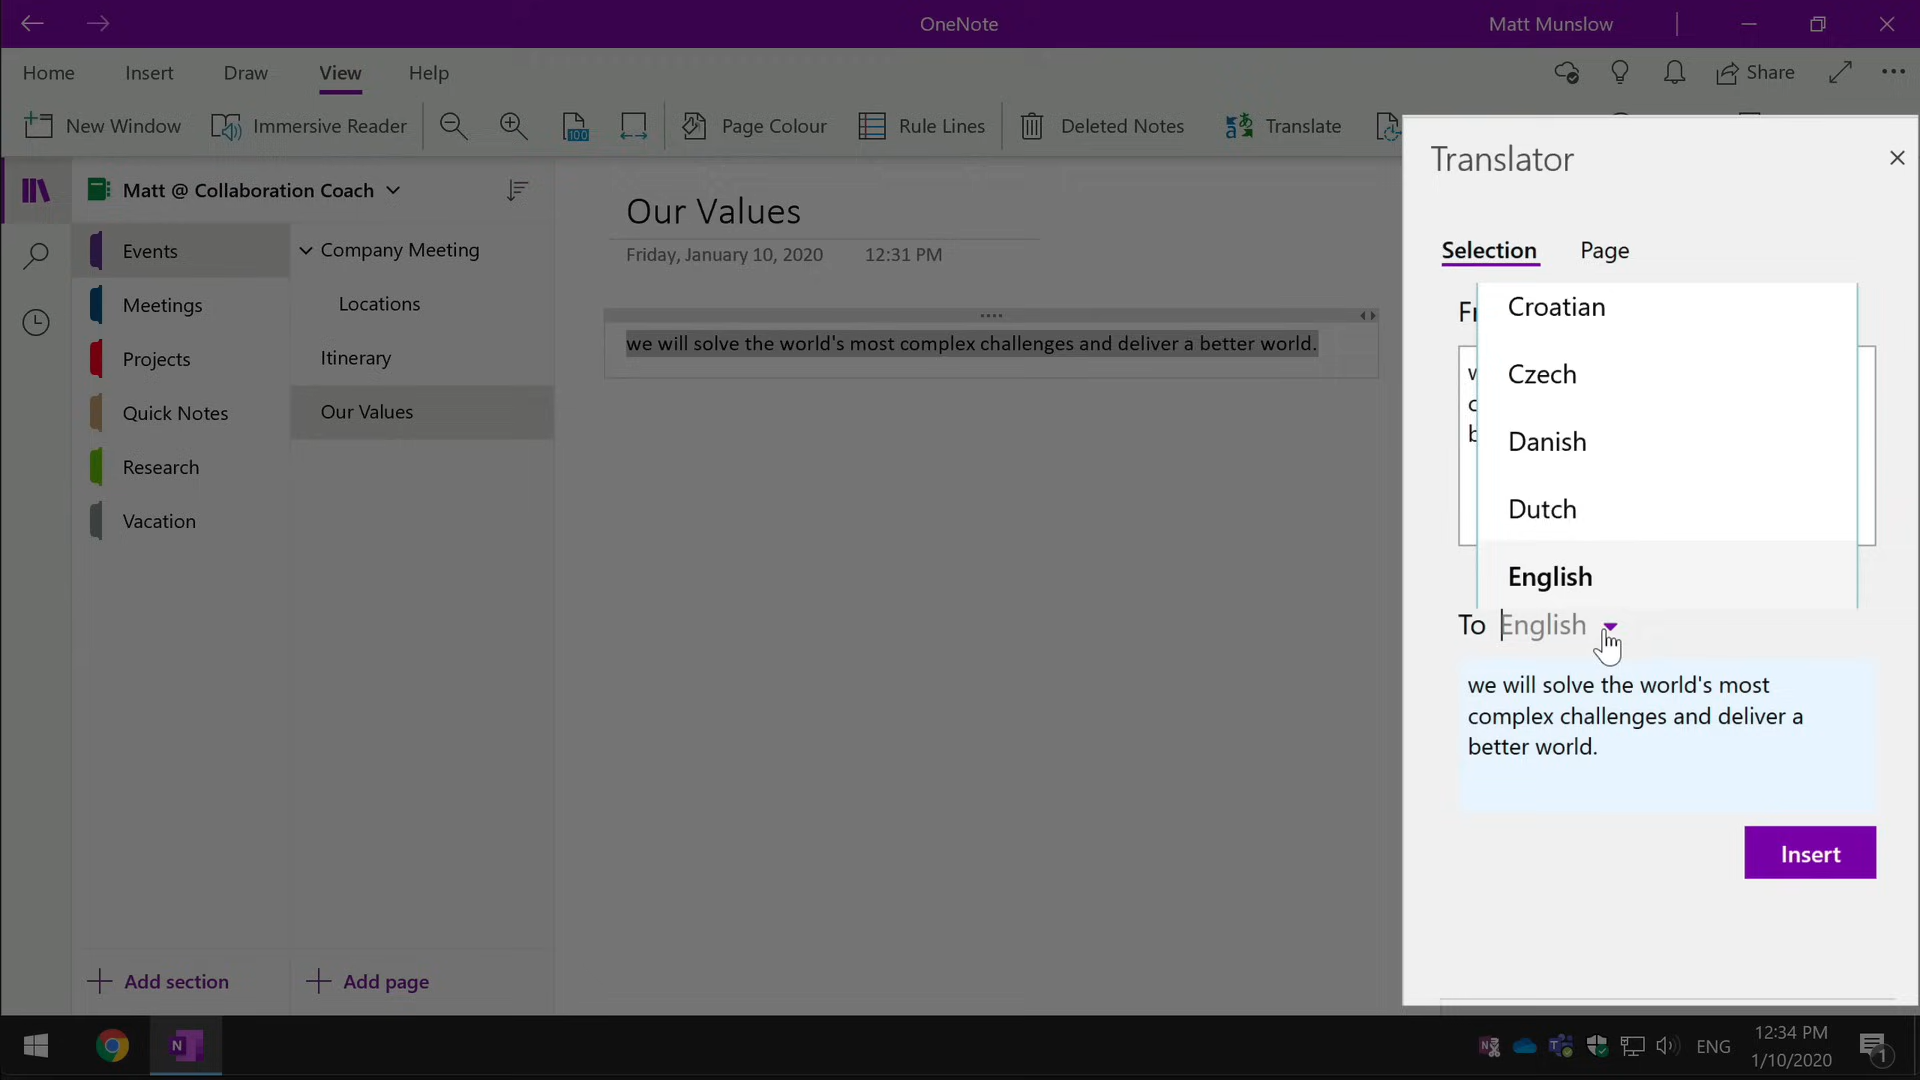 OneNote
Matt Munslow
Home Insert Draw View Help
Share
New Window Immersive Reader 100 Page Colour Rule Lines Deleted Notes Translate
Matt @ Collaboration Coach
Events
Meetings
Projects
Quick Notes
Research
Vacation
Company Meeting
Locations
Itinerary
Our Values
Add section
Add page
Our Values
Friday, January 10, 2020 12:31 PM
we will solve the world's most complex challenges and deliver a better world.
Translator
Selection Page
Croatian
Czech
Danish
Dutch
English
To English
we will solve the world's most
complex challenges and deliver a
better world.
Insert
N
ENG
12:34 PM
1/10/2020
1